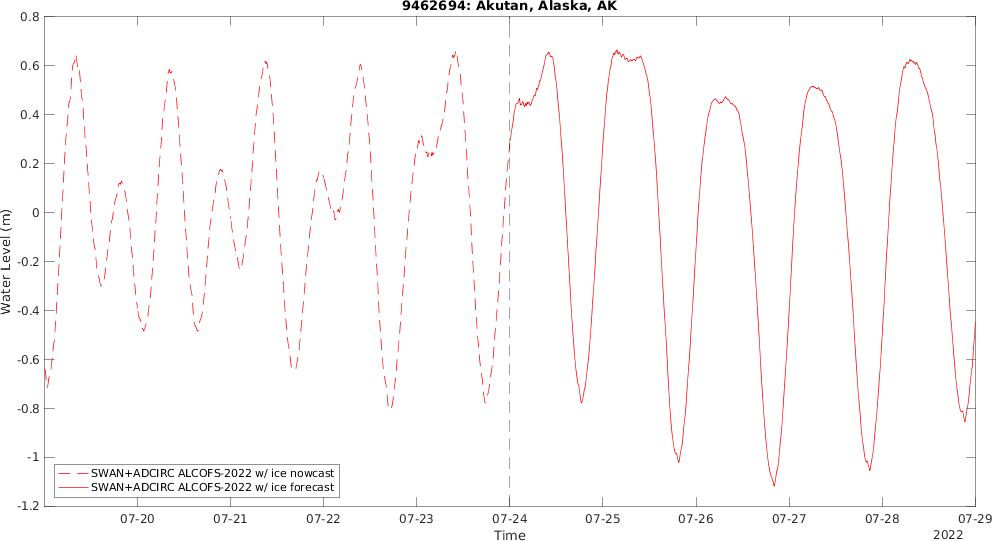 9462694: Akutan, Alaska, AK
0.8
0.6
0.4
0.2
0
-0.2
-0.4
-0.6
-0.8
-1
-1.2
Water Level (m)
SWAN+ADCIRC ALCOFS-2022 w/ ice nowcast
SWAN+ADCIRC ALCOFS-2022 w/ ice forecast
07-20 07-21 07-22 07-23 07-24 07-25 07-26 07-27 07-28 07-29
Time
2022